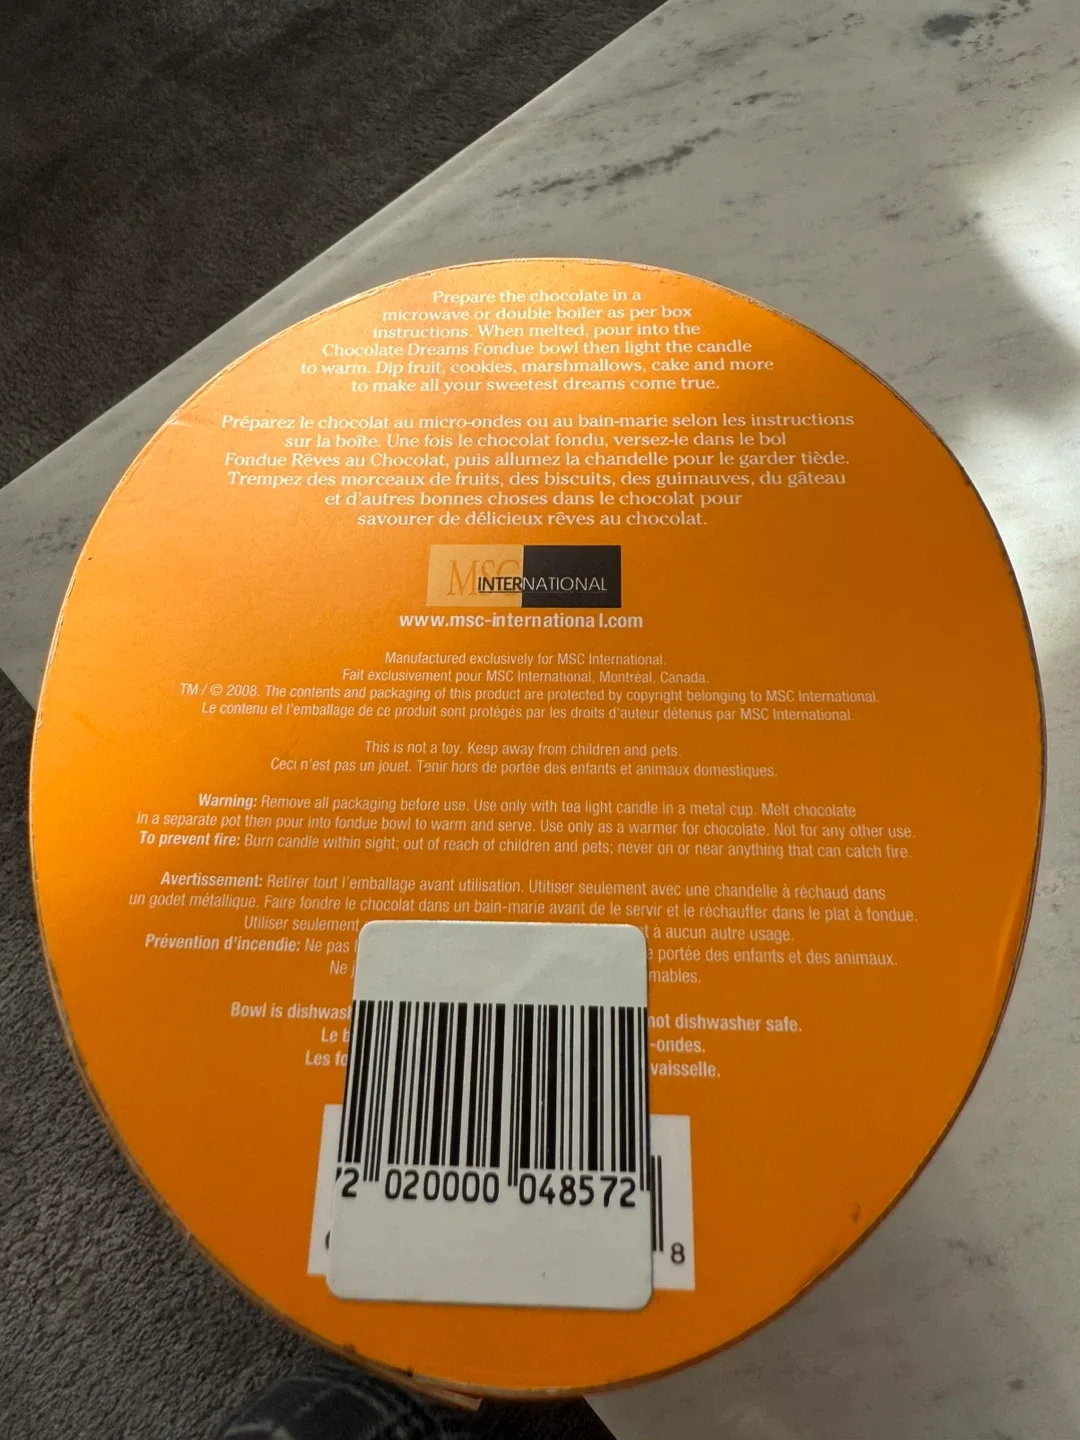 Prepare the chocolate in a
microwave or double boiler as per box
instructions. When melted, pour into the
Chocolate Dreams Fondue bowl then light the candle
to warm. Dip fruit, cookies, marshmallows, cake and more
to make all your sweetest dreams come true.
Préparez le chocolat au micro-ondes ou au bain-marie selon les instructions
sur la boîte. Une fois le chocolat fondu, versez-le dans le bol
Fondue Rêves au Chocolat, puis allumez la chandelle pour le garder tiède.
Trempez des morceaux de fruits, des biscuits, des guimauves, du gâteau
et d'autres bonnes choses dans le chocolat pour
savourer de délicieux rêves au chocolat.
MSC INTERNATIONAL
www.msc-international.com
Manufactured exclusively for MSC International.
Fait exclusivement pour MSC International, Montréal, Canada.
TM / © 2008. The contents and packaging of this product are protected by copyright belonging to MSC International.
Le contenu et l'emballage de ce produit sont protégés par les droits d'auteur détenus par MSC International.
This is not a toy. Keep away from children and pets.
Ceci n'est pas un jouet. Tenir hors de portée des enfants et animaux domestiques.
Warning: Remove all packaging before use. Use only with tea light candle in a metal cup. Melt chocolate
in a separate pot then pour into fondue bowl to warm and serve. Use only as a warmer for chocolate. Not for any other use.
To prevent fire: Burn candle within sight; out of reach of children and pets; never on or near anything that can catch fire.
Avertissement: Retirer tout l'emballage avant utilisation. Utiliser seulement avec une chandelle à réchaud dans
un godet métallique. Faire fondre le chocolat dans un bain-marie avant de le servir et le réchauffer dans le plat à fondue.
Utiliser seulement t à aucun autre usage.
Prévention d'incendie: Ne pas e portée des enfants et des animaux.
Ne j mables.
Bowl is dishwas not dishwasher safe.
Le b -ondes.
Les fo vaisselle.
2 020000 048572
8